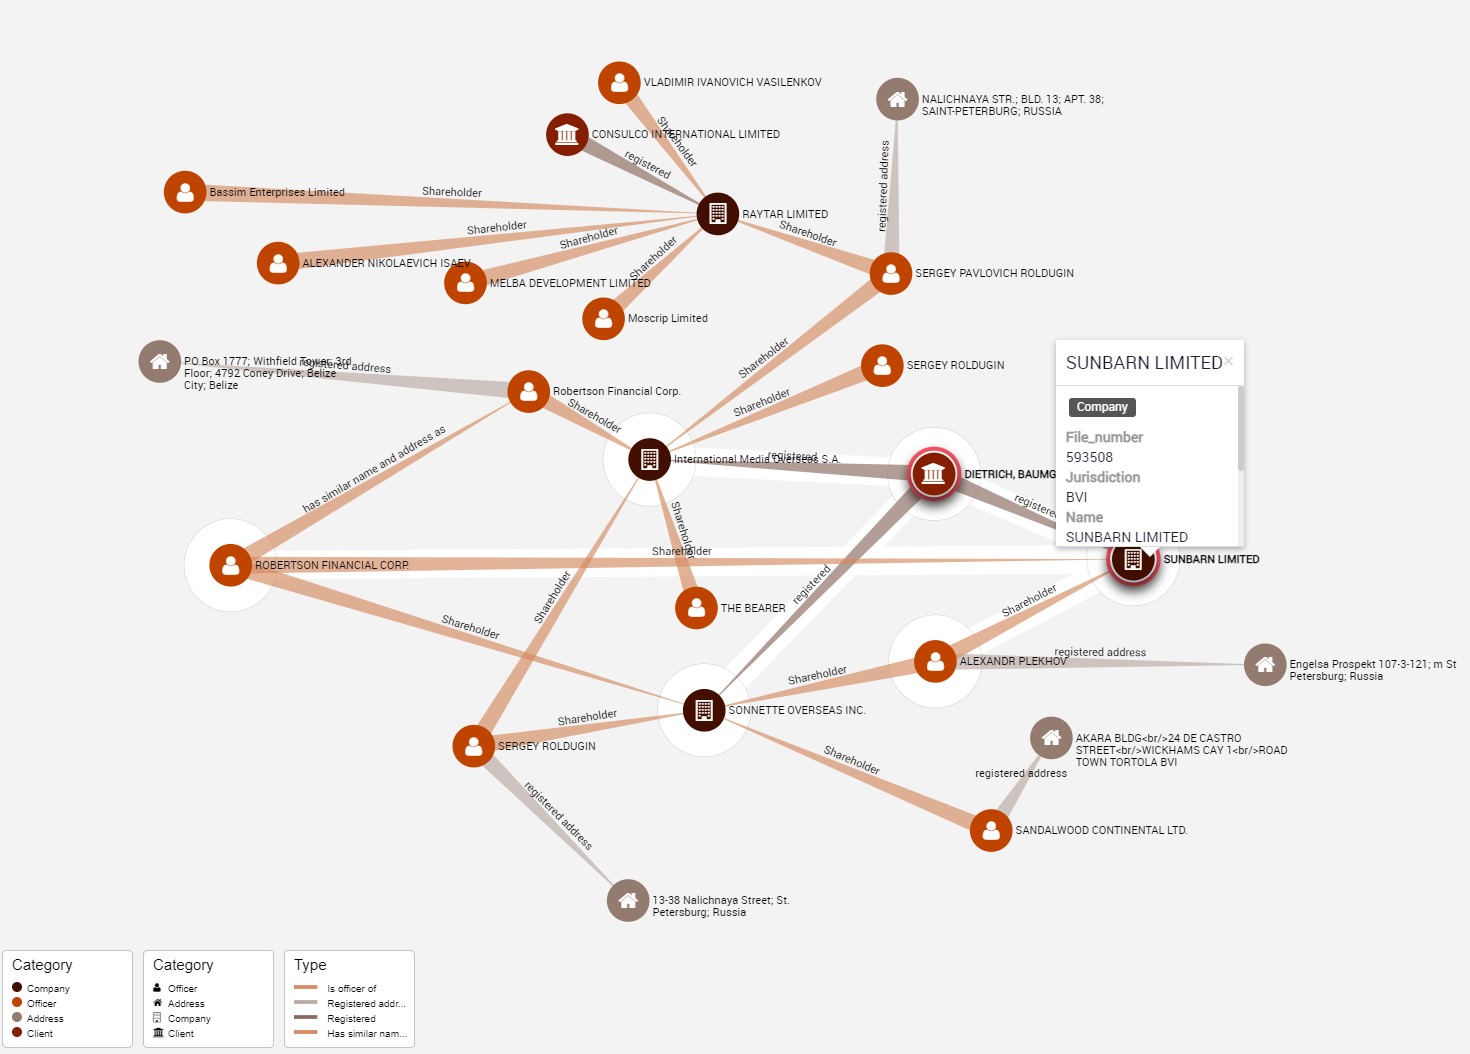 VLADIMIR IVANOVICH VASILENKOV
NALICHNAYA STR.; BLD. 13; APT. 38;
SAINT-PETERBURG; RUSSIA
Shareholder
CONSULCO INTERNATIONAL LIMITED
registered
registered address
Bassim Enterprises Limited
Shareholder
RAYTAR LIMITED
Shareholder
Shareholder
Shareholder
Shareholder
ALEXANDER NIKOLAEVICH ISAEV
MELBA DEVELOPMENT LIMITED
SERGEY PAVLOVICH ROLDUGIN
Moscrip Limited
P.O.Box 1777; Withfield Tower; 3rd
Floor; 4792 Coney Drive; Belize
City; Belize
registered address
Robertson Financial Corp.
Shareholder
Shareholder
SERGEY ROLDUGIN
Shareholder
has similar name and address as
International Media Overseas S.A.
registered
DIETRICH, BAUMG
registere
SUNBARN LIMITED×
Company
File_number
593508
Jurisdiction
BVI
Name
SUNBARN LIMITED
SUNBARN LIMITED
Shareholder
ROBERTSON FINANCIAL CORP.
Shareholder
Shareholder
THE BEARER
registered
Shareholder
Shareholder
Shareholder
ALEXANDR PLEKHOV
registered address
Engelsa Prospekt 107-3-121; m St
Petersburg; Russia
Shareholder
SONNETTE OVERSEAS INC.
Shareholder
SERGEY ROLDUGIN
Shareholder
AKARA BLDG<br/>24 DE CASTRO
STREET<br/>WICKHAMS CAY 1<br/>ROAD
TOWN TORTOLA BVI
registered address
registered address
SANDALWOOD CONTINENTAL LTD.
13-38 Nalichnaya Street; St.
Petersburg; Russia
Category
Company
Officer
Address
Client
Category
Officer
Address
Company
Client
Type
Is officer of
Registered addr...
Registered
Has similar nam...